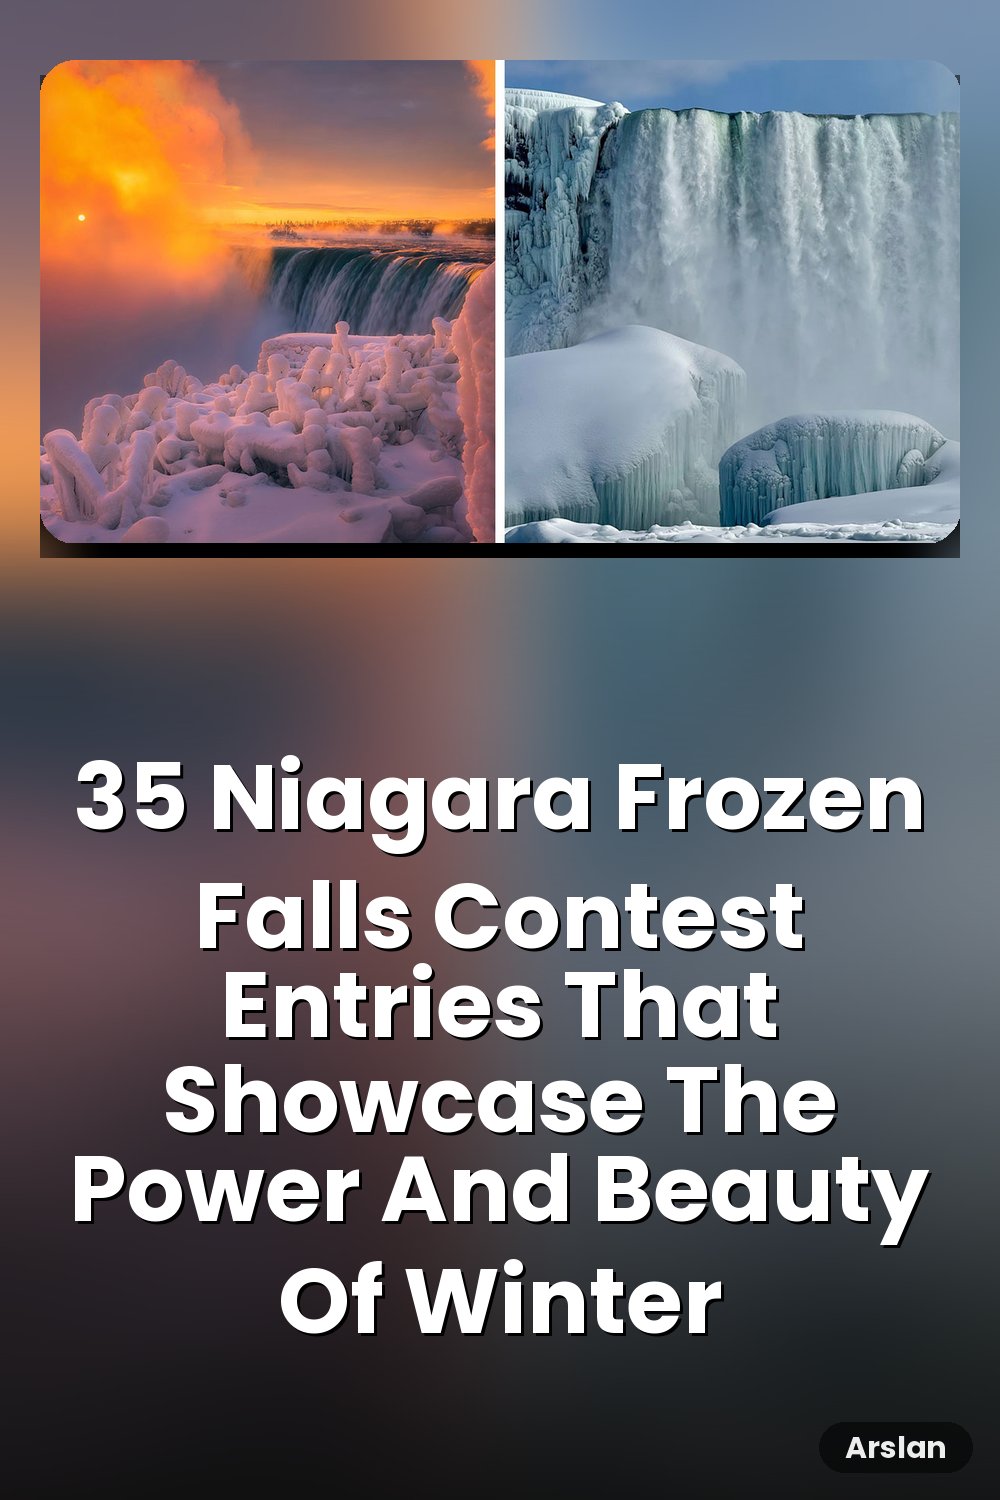 35 Niagara Frozen
Falls Contest
Entries That
Showcase The
Power And Beauty
Of Winter
Arslan